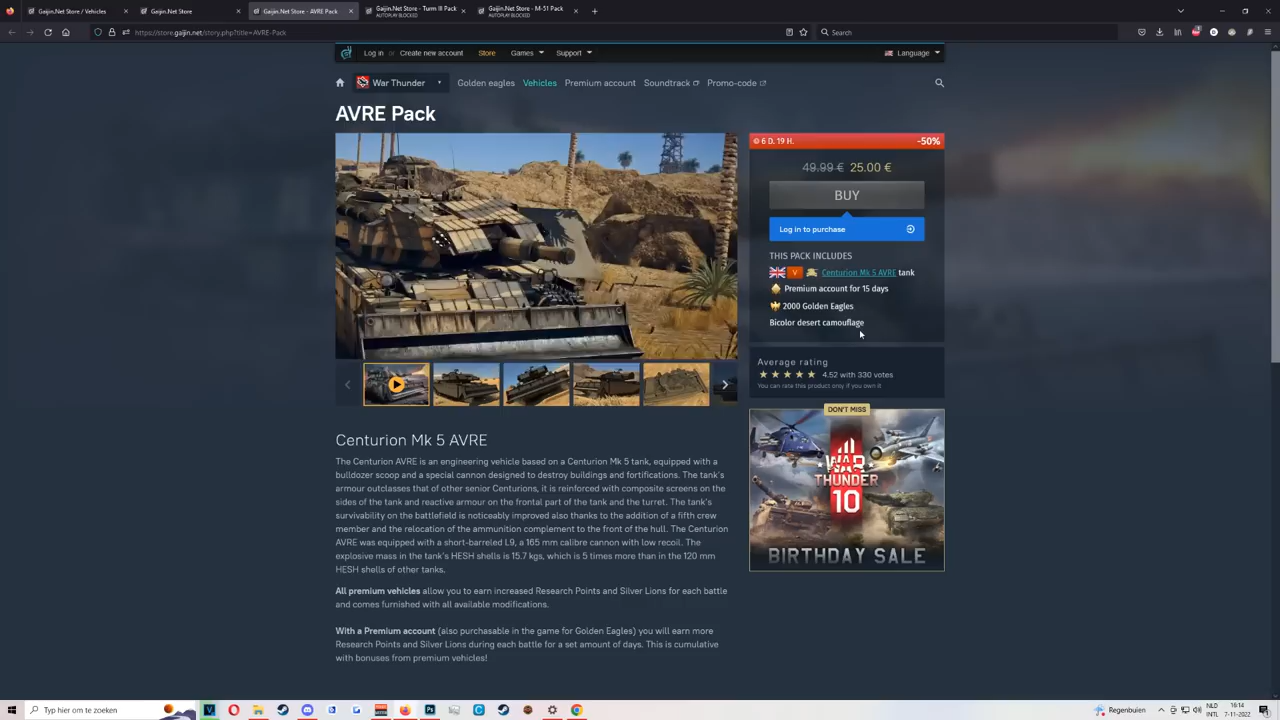 Gaijin.Net Store / Vehicles
Gaijin.Net Store
Gaijin.Net Store - AVRE Pack
Gaijin.Net Store - Turm III Pack
AUTOPLAY BLOCKED
Gaijin.Net Store - M-51 Pack
AUTOPLAY BLOCKED
https://store.gaijin.net/story.php?title=AVRE-Pack
Search
Log in or Create new account Store Games Support Language
War Thunder Golden eagles Vehicles Premium account Soundtrack Promo-code
AVRE Pack
6 D. 19 H. -50%
49.99 € 25.00 €
BUY
Log in to purchase
THIS PACK INCLUDES
V Centurion Mk 5 AVRE tank
Premium account for 15 days
2000 Golden Eagles
Bicolor desert camouflage
Average rating
4.52 with 330 votes
You can rate this product only if you own it
DON'T MISS
WAR
THUNDER
10
BIRTHDAY SALE
Centurion Mk 5 AVRE
The Centurion AVRE is an engineering vehicle based on a Centurion Mk 5 tank, equipped with a
bulldozer scoop and a special cannon designed to destroy buildings and fortifications. The tank's
armour outclasses that of other senior Centurions, it is reinforced with composite screens on the
sides of the tank and reactive armour on the frontal part of the tank and the turret. The tank's
survivability on the battlefield is noticeably improved also thanks to the addition of a fifth crew
member and the relocation of the ammunition complement to the front of the hull. The Centurion
AVRE was equipped with a short-barreled L9, a 165 mm calibre cannon with low recoil. The
explosive mass in the tank's HESH shells is 15.7 kgs, which is 5 times more than in the 120 mm
HESH shells of other tanks.
All premium vehicles allow you to earn increased Research Points and Silver Lions for each battle
and comes furnished with all available modifications.
With a Premium account (also purchasable in the game for Golden Eagles) you will earn more
Research Points and Silver Lions during each battle for a set amount of days. This is cumulative
with bonuses from premium vehicles!
Typ hier om te zoeken
Regenbuien
NLD
INTL
16:14
7-11-2022